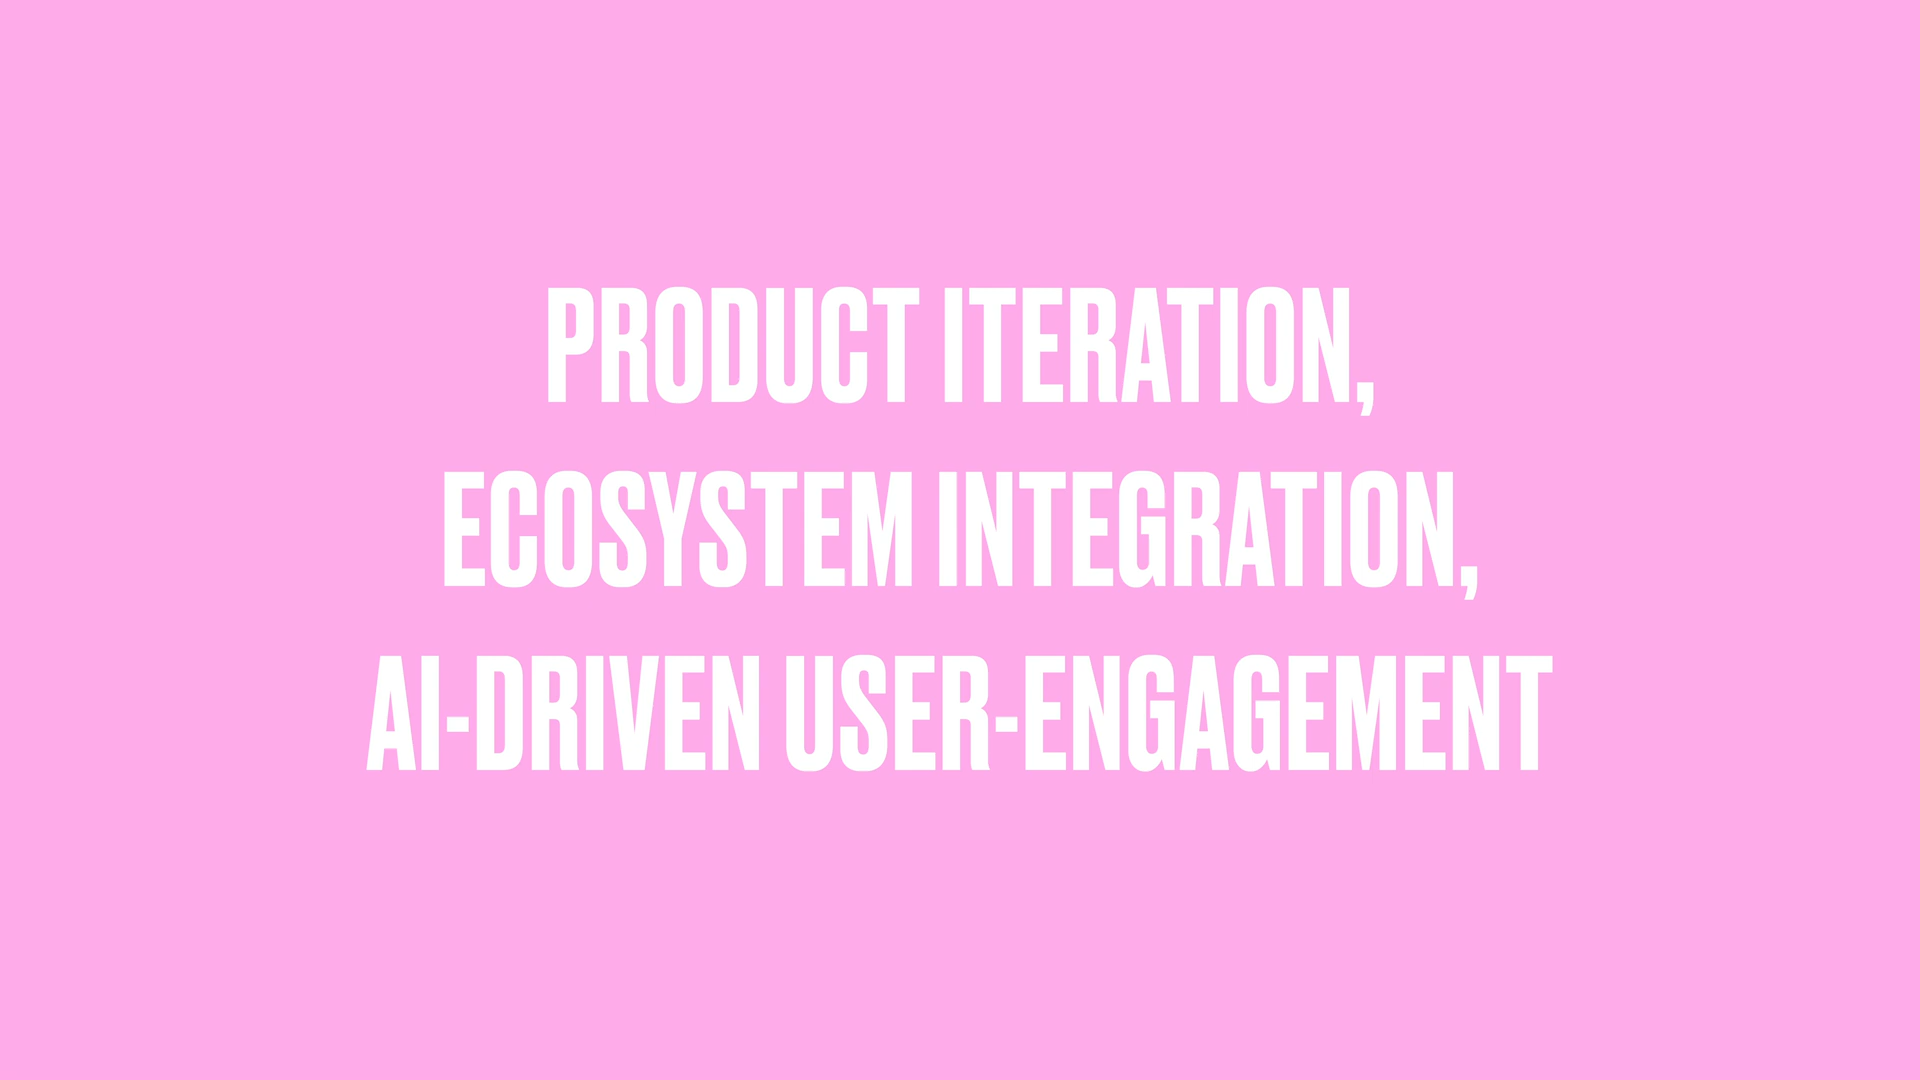 PRODUCT ITERATION,
ECOSYSTEM INTEGRATION,
AI-DRIVEN USER-ENGAGEMENT